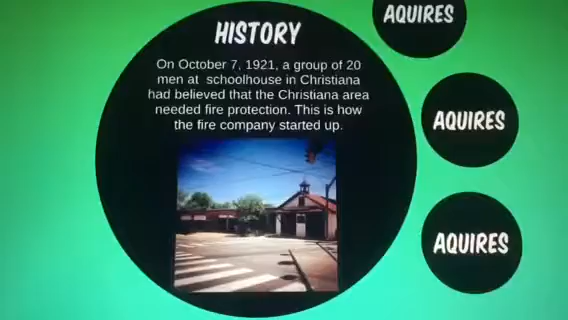 HISTORY
On October 7, 1921, a group of 20
men at schoolhouse in Christiana
had believed that the Christiana area
needed fire protection. This is how
the fire company started up.
AQUIRES
AQUIRES
AQUIRES